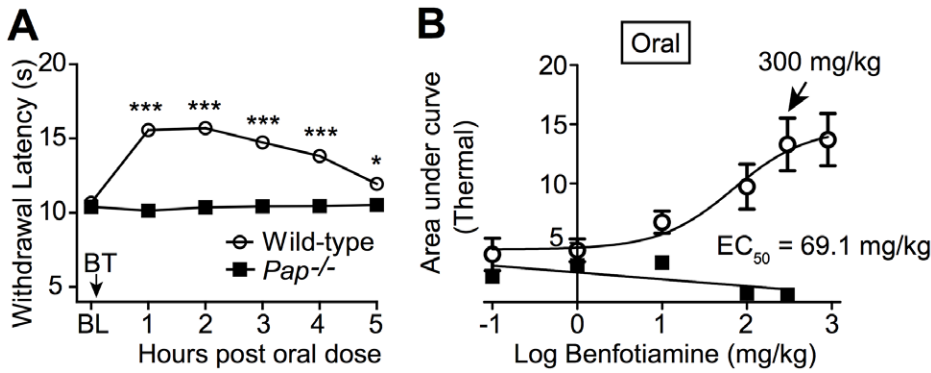 A
Withdrawal Latency (s)
20
15
10
5
*** *** *** *** *
Wild-type
Pap-/-
BT
BL 1 2 3 4 5
Hours post oral dose
B
Oral
300 mg/kg
Area under curve
(Thermal)
20
15
10
5
EC50 = 69.1 mg/kg
-1 0 1 2 3
Log Benfotiamine (mg/kg)